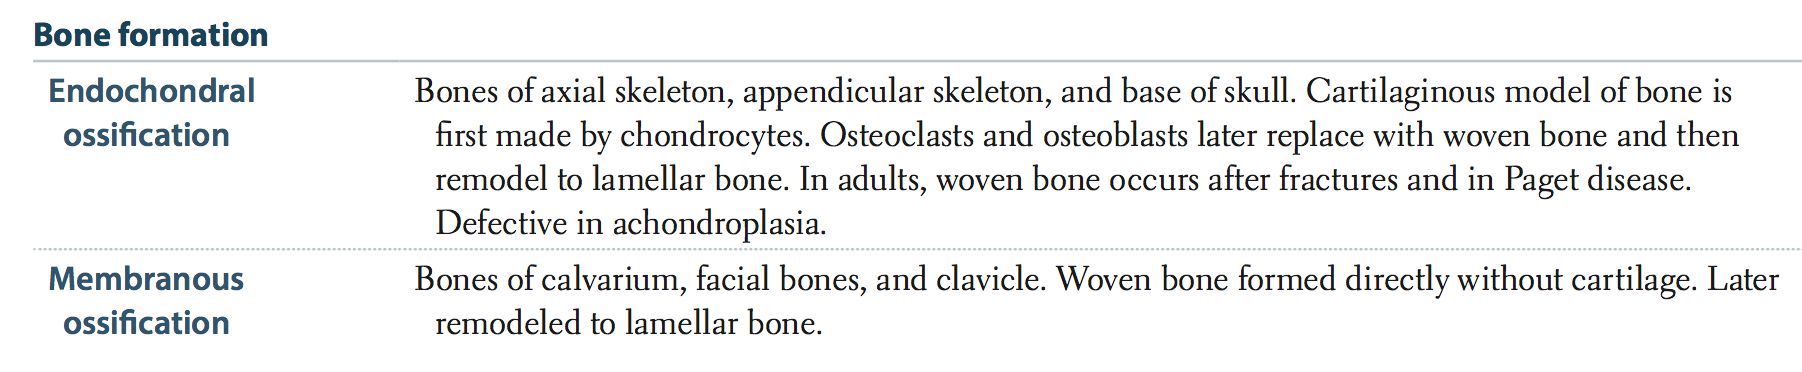 Bone formation
Endochondral
ossification
Bones of axial skeleton, appendicular skeleton, and base of skull. Cartilaginous model of bone is
first made by chondrocytes. Osteoclasts and osteoblasts later replace with woven bone and then
remodel to lamellar bone. In adults, woven bone occurs after fractures and in Paget disease.
Defective in achondroplasia.
Membranous
ossification
Bones of calvarium, facial bones, and clavicle. Woven bone formed directly without cartilage. Later
remodeled to lamellar bone.